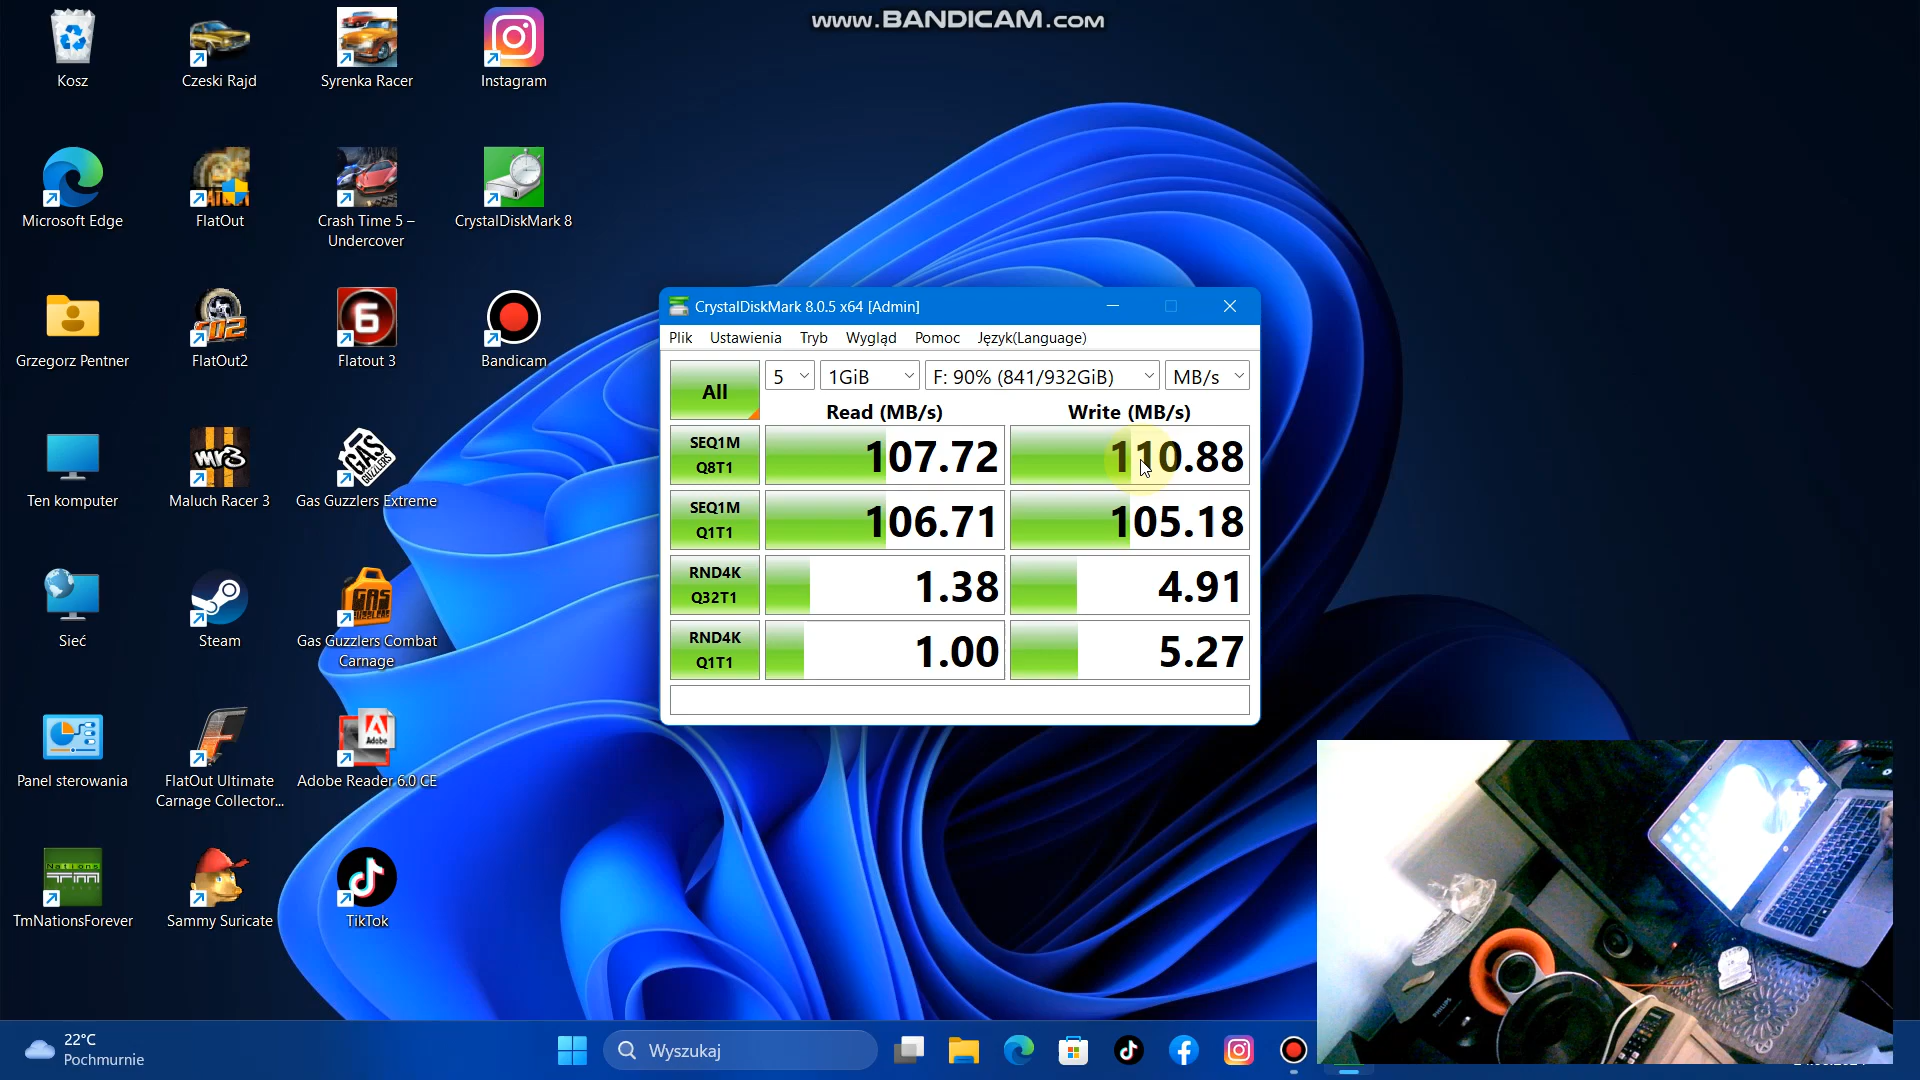 www.BANDICAM.com
Kosz
Czeski Rajd
Syrenka Racer
Instagram
Microsoft Edge
FlatOut
Crash Time 5 –
Undercover
CrystalDiskMark 8
Grzegorz Pentner
FlatOut2
Flatout 3
Bandicam
Ten komputer
Maluch Racer 3
Gas Guzzlers Extreme
Sieć
Steam
Gas Guzzlers Combat
Carnage
Panel sterowania
FlatOut Ultimate
Carnage Collector...
Adobe Reader 6.0 CE
TmNationsForever
Sammy Suricate
TikTok
CrystalDiskMark 8.0.5 x64 [Admin]
Plik Ustawienia Tryb Wygląd Pomoc Język(Language)
All 5 1GiB F: 90% (841/932GiB) MB/s
Read (MB/s) Write (MB/s)
SEQ1M
Q8T1
107.72 110.88
SEQ1M
Q1T1
106.71 105.18
RND4K
Q32T1
1.38 4.91
RND4K
Q1T1
1.00 5.27
PHILIPS
22°C
Pochmurnie
Wyszukaj